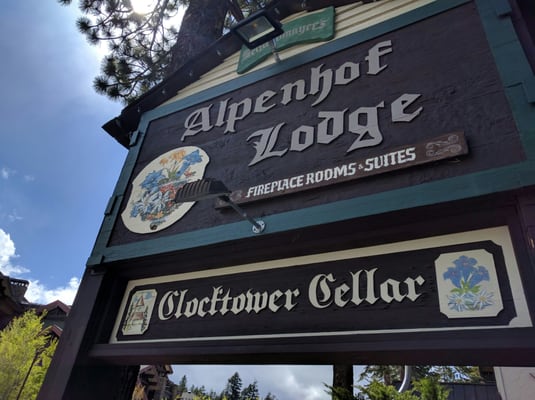 Alpenhof
Lodge
FIREPLACE ROOMS & SUITES
Clocktower Cellar